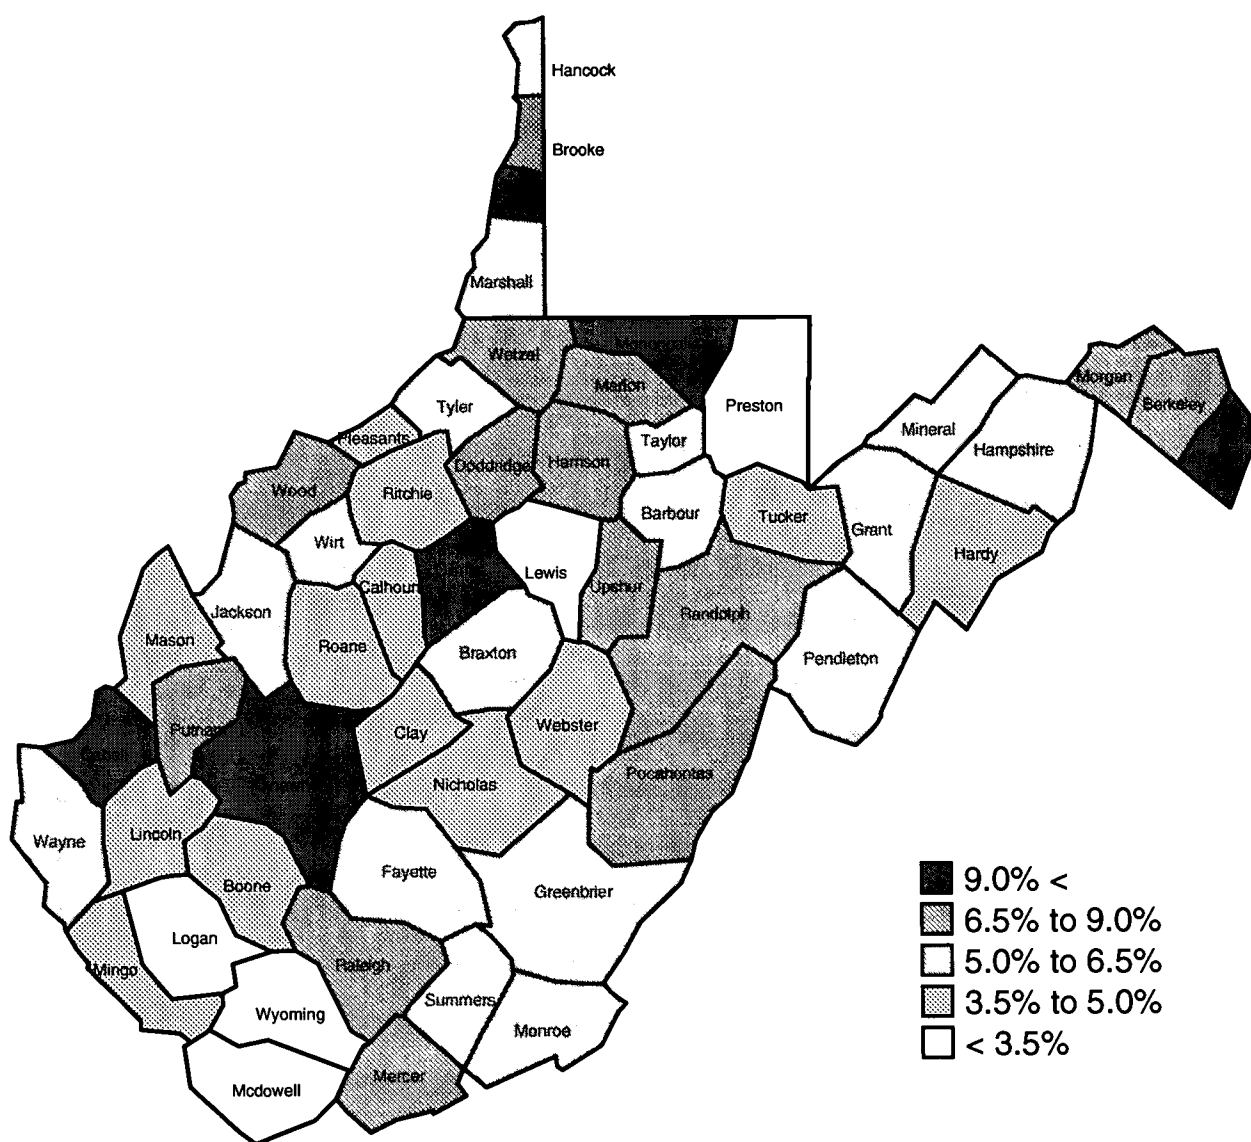 Hancock
Brooke
Marshall
Wetzel
Marion
Tyler
Preston
Morgan
Berkeley
Mineral
Hampshire
Pleasants
Taylor
Doddridge
Harrison
Wood
Ritchie
Barbour
Tucker
Grant
Hardy
Wirt
Lewis
Calhoun
Upshur
Jackson
Randolph
Mason
Roane
Braxton
Pendleton
Putnam
Clay
Webster
Pocahontas
Nicholas
Wayne
Lincoln
Fayette
Boone
Greenbrier
Logan
Raleigh
Mingo
Summers
Wyoming
Monroe
Mercer
Mcdowell
9.0% <
6.5% to 9.0%
5.0% to 6.5%
3.5% to 5.0%
< 3.5%